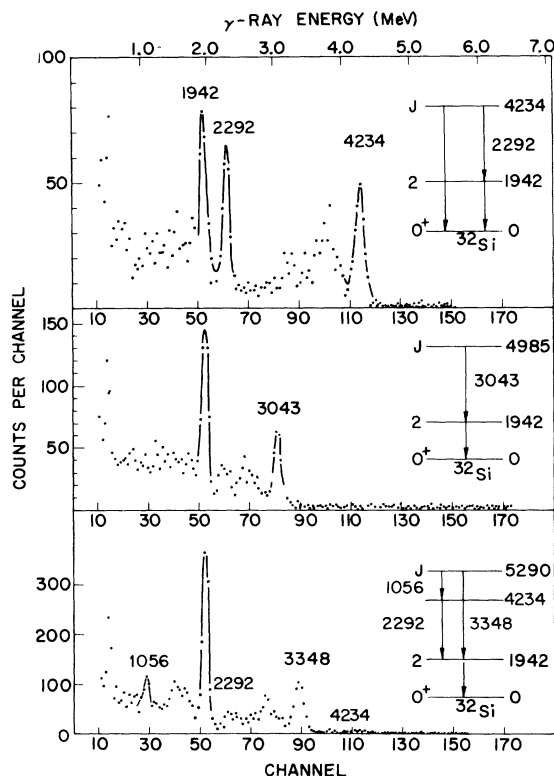 γ-RAY ENERGY (MeV)
1.0 2.0 3.0 4.0 5.0 6.0 7.0
COUNTS PER CHANNEL
100
50
0
1942
2292
4234
J 4234
2292
2 1942
0+ 0
32Si
10 30 50 70 90 110 130 150 170
150
100
50
0
3043
J 4985
3043
2 1942
0+ 0
32Si
10 30 50 70 90 110 130 150 170
300
200
100
0
1056
2292
3348
4234
J 5290
1056
4234
2292 3348
2 1942
0+ 0
32Si
10 30 50 70 90 110 130 150 170
CHANNEL